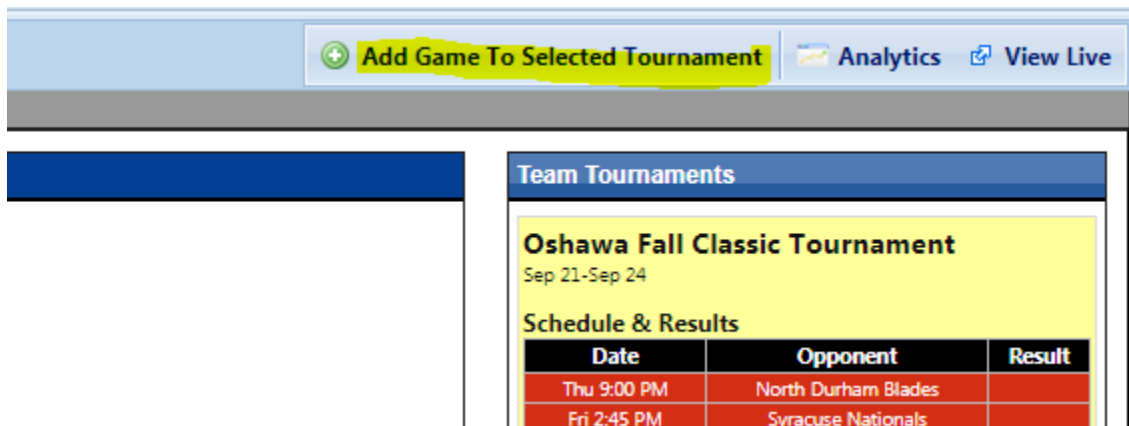 Add Game To Selected Tournament Analytics View Live
Team Tournaments
Oshawa Fall Classic Tournament
Sep 21-Sep 24
Schedule & Results
Date Opponent Result
Thu 9:00 PM North Durham Blades
Fri 2:45 PM Syracuse Nationals